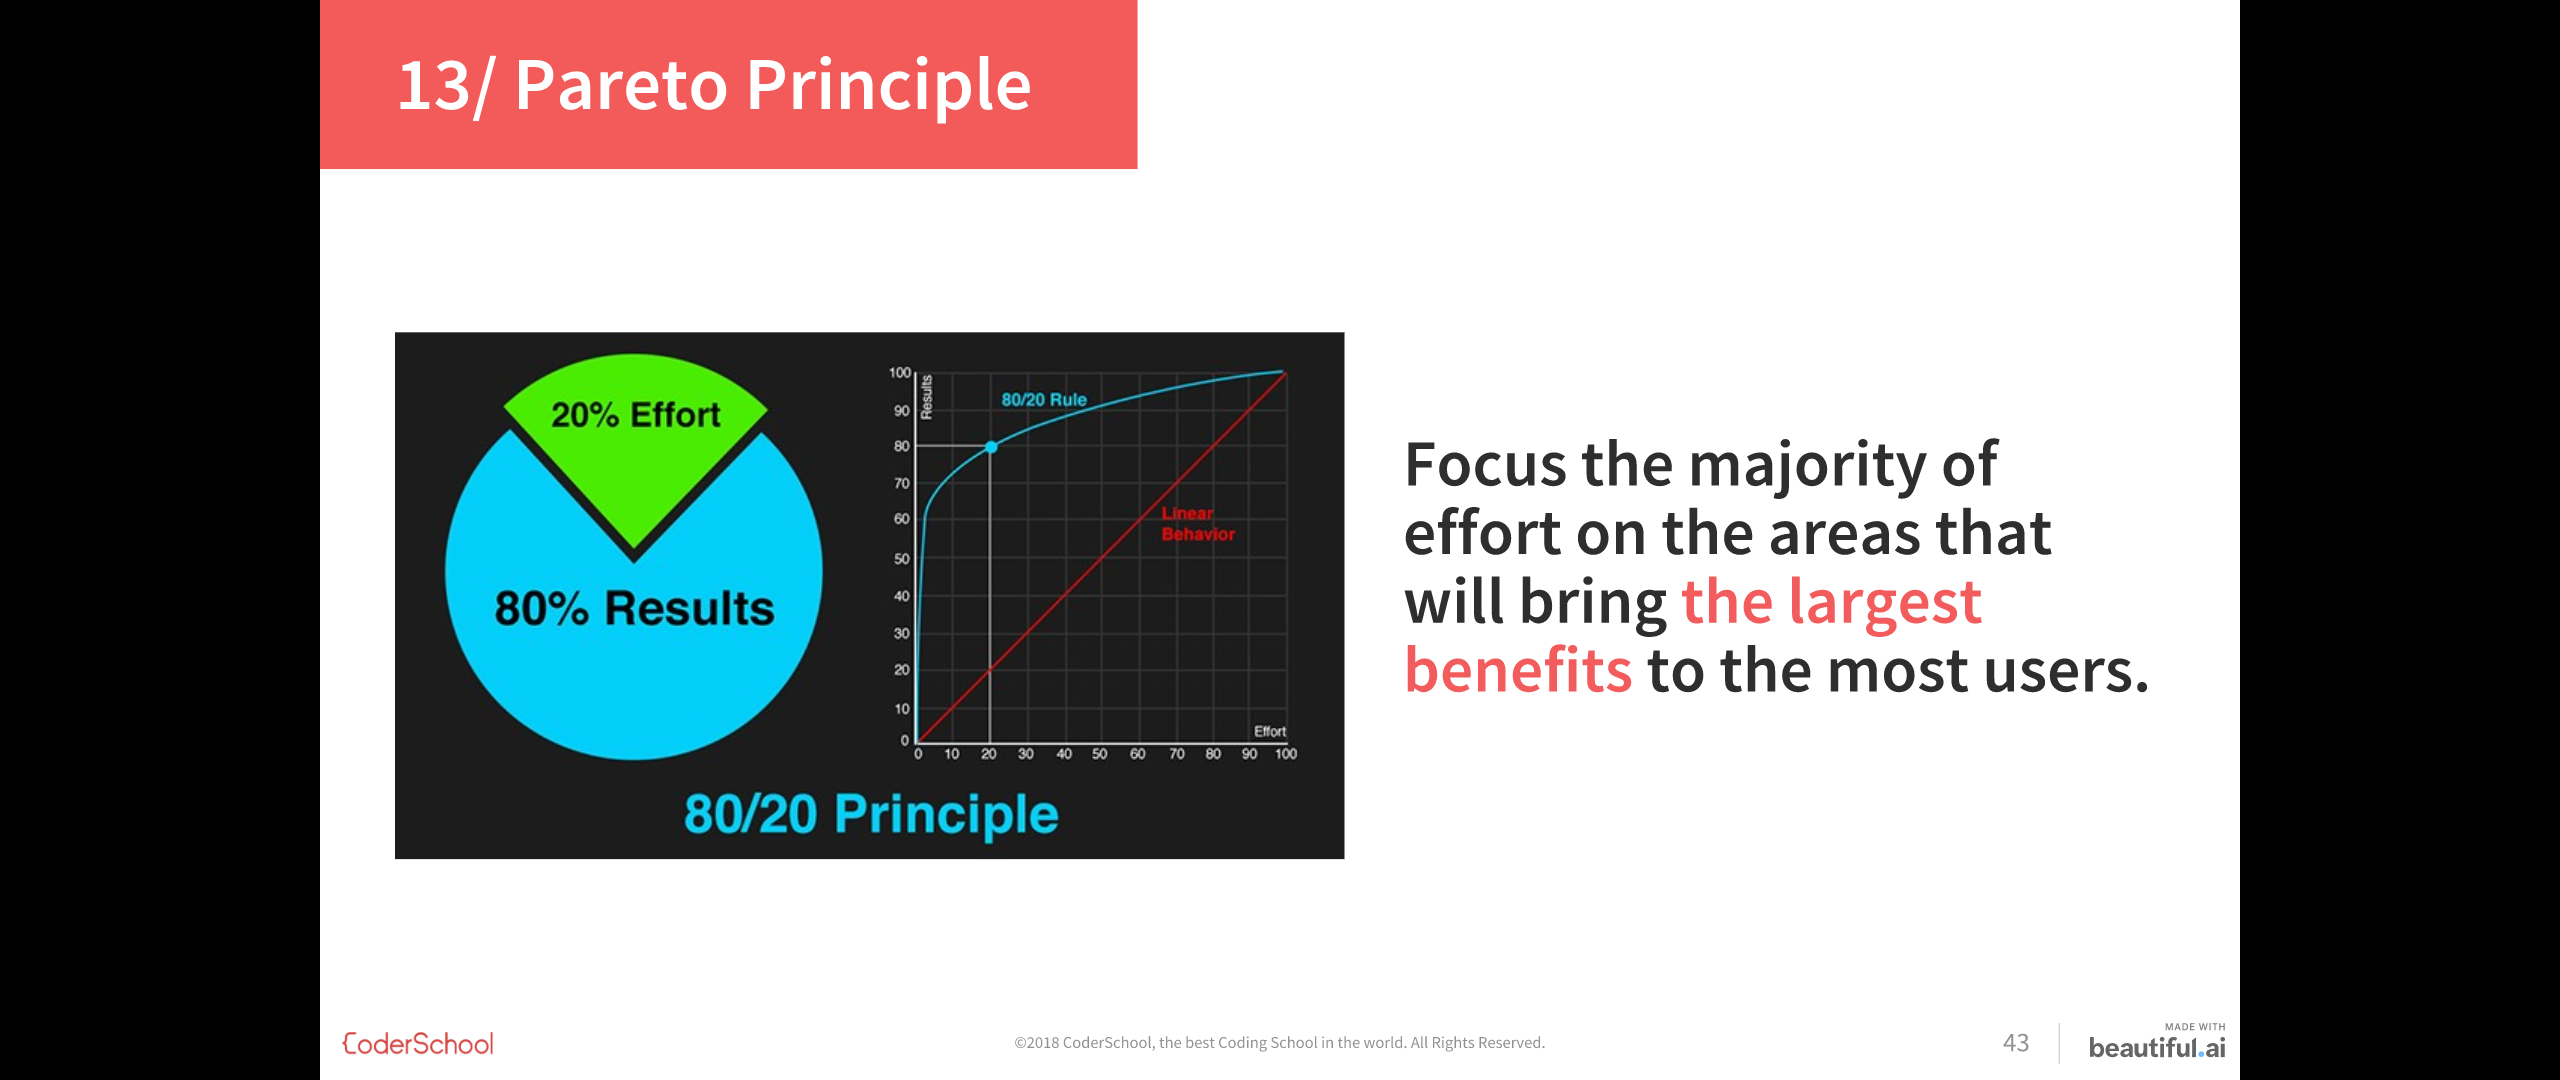 13/ Pareto Principle
20% Effort
80% Results
Results
100
90
80
70
60
50
40
30
20
10
0
80/20 Rule
Linear
Behavior
Effort
0 10 20 30 40 50 60 70 80 90 100
80/20 Principle
Focus the majority of
effort on the areas that
will bring the largest
benefits to the most users.
CoderSchool
©2018 CoderSchool, the best Coding School in the world. All Rights Reserved.
43
MADE WITH
beautiful.ai